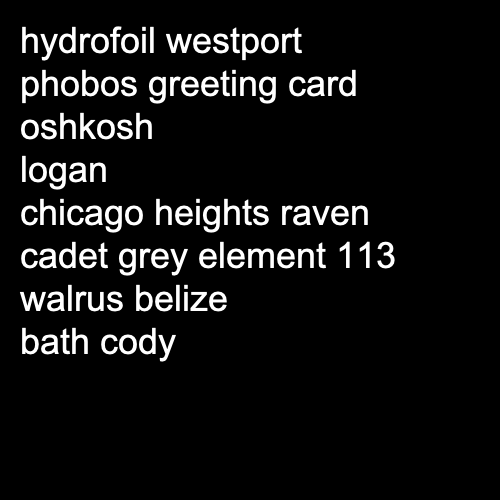 hydrofoil westport
phobos greeting card
oshkosh
logan
chicago heights raven
cadet grey element 113
walrus belize
bath cody